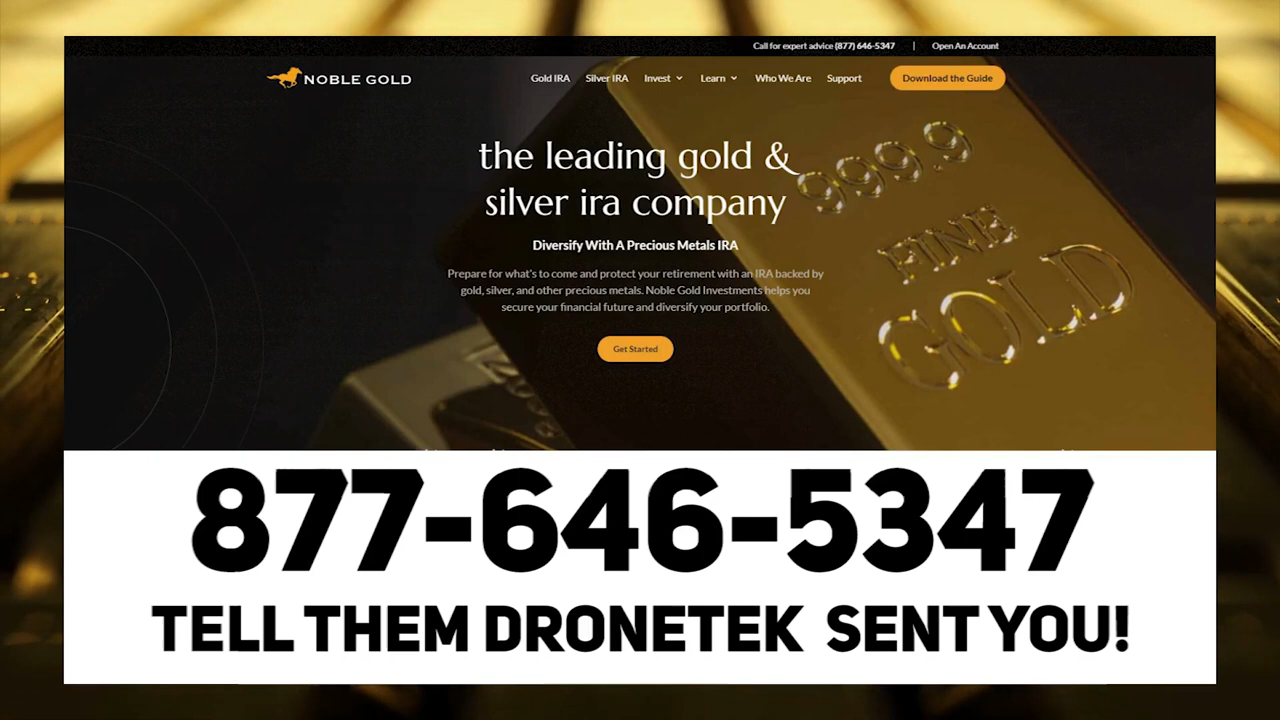 Call for expert advice (877) 646-5347 | Open An Account
NOBLE GOLD
Gold IRA Silver IRA Invest Learn Who We Are Support Download the Guide
the leading gold &
silver ira company
Diversify With A Precious Metals IRA
Prepare for what's to come and protect your retirement with an IRA backed by
gold, silver, and other precious metals. Noble Gold Investments helps you
secure your financial future and diversify your portfolio.
Get Started
999.9
FINE
GOLD
877-646-5347
TELL THEM DRONETEK SENT YOU!